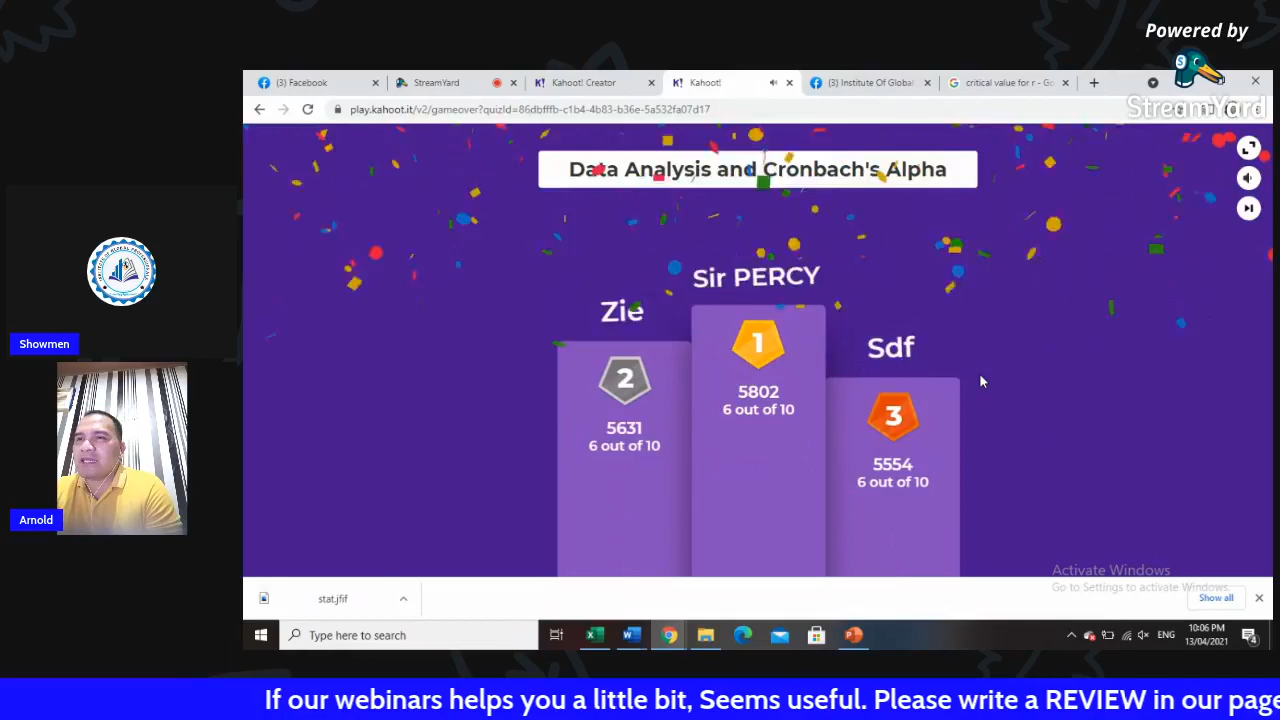 Powered by
StreamYard
(3) Facebook
StreamYard
Kahoot! Creator
Kahoot!
(3) Institute Of Global
critical value for r - Go
play.kahoot.it/v2/gameover?quizId=86dbfffb-c1b4-4b83-b36e-5a532fa07d17
Data Analysis and Cronbach's Alpha
Sir PERCY
Zie
Sdf
1
2
3
5802
6 out of 10
5631
6 out of 10
5554
6 out of 10
Showmen
Arnold
Activate Windows
Go to Settings to activate Windows.
stat.jfif
Show all
Type here to search
ENG
10:06 PM
13/04/2021
4
If our webinars helps you a little bit, Seems useful. Please write a REVIEW in our page